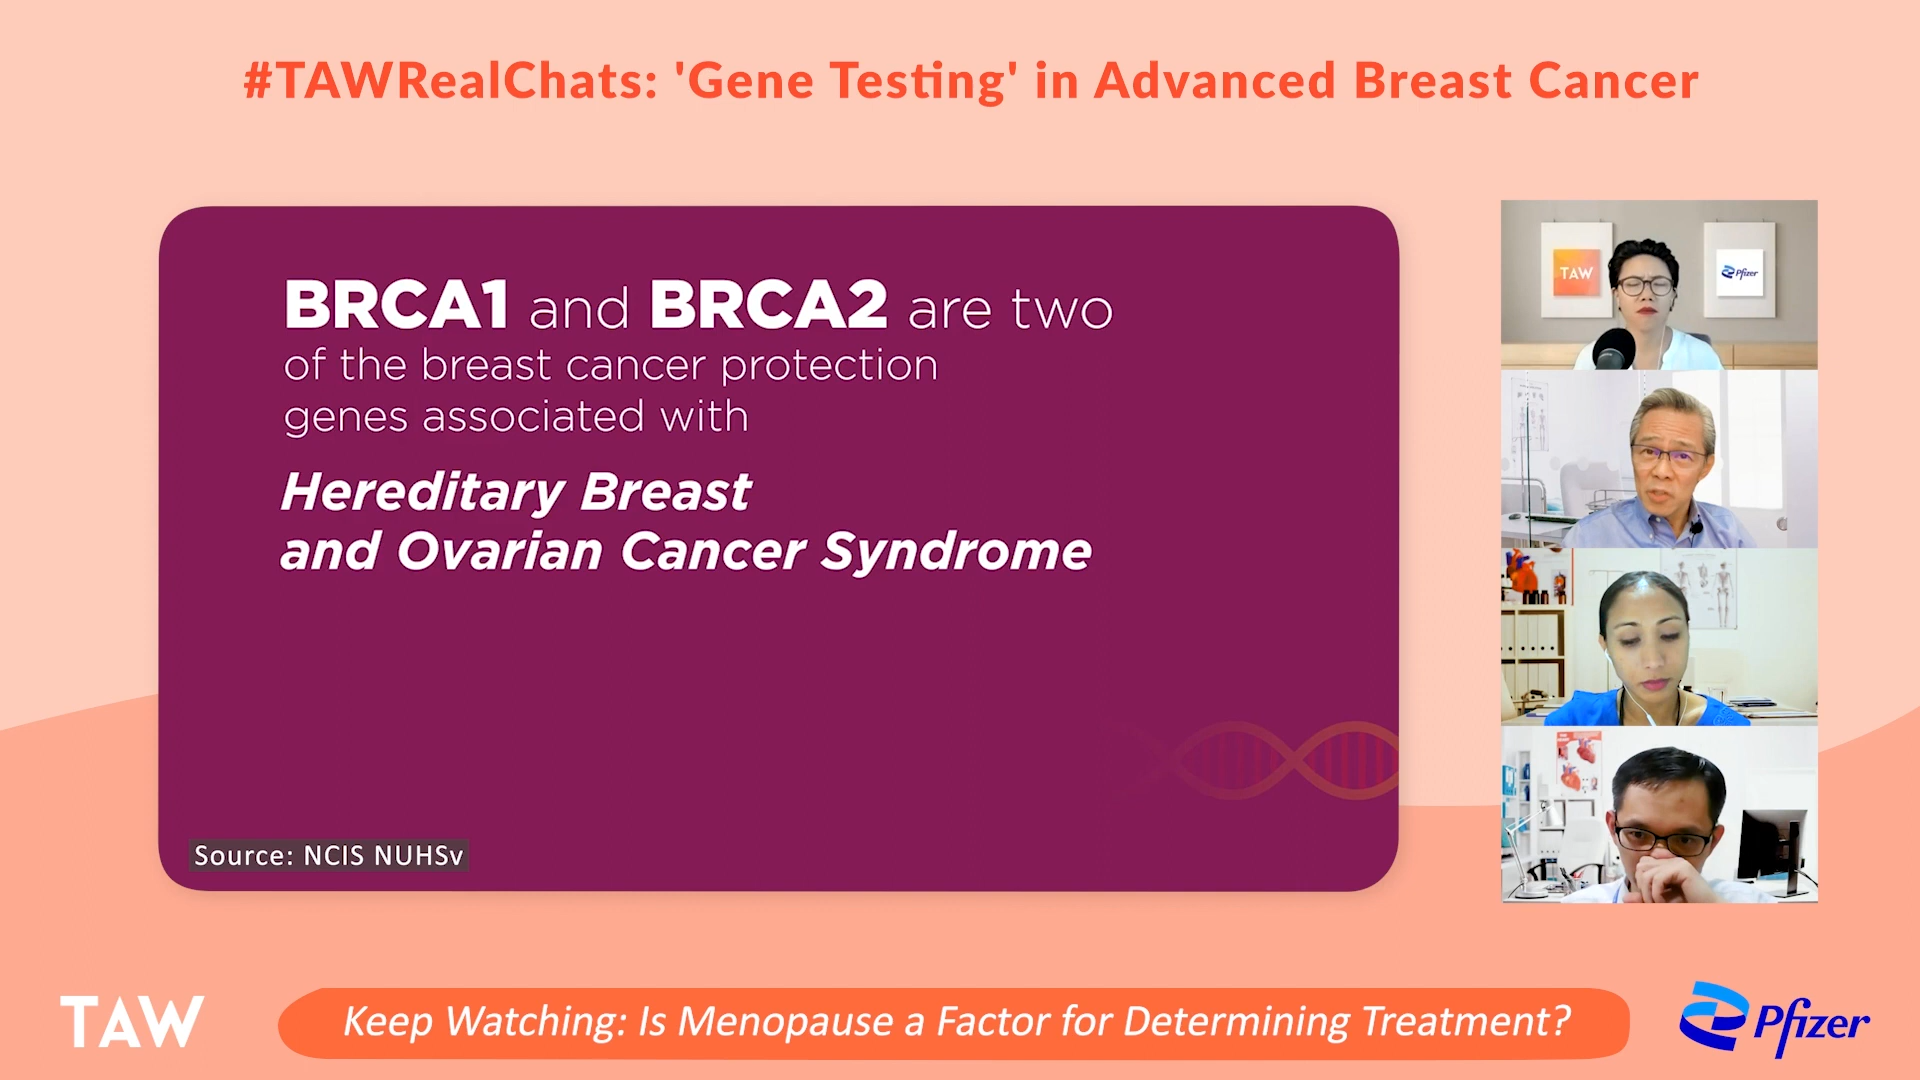 #TAWRealChats: 'Gene Testing' in Advanced Breast Cancer
BRCA1 and BRCA2 are two
of the breast cancer protection
genes associated with
Hereditary Breast
and Ovarian Cancer Syndrome
Source: NCIS NUHSv
TAW
Pfizer
TAW
Keep Watching: Is Menopause a Factor for Determining Treatment?
Pfizer